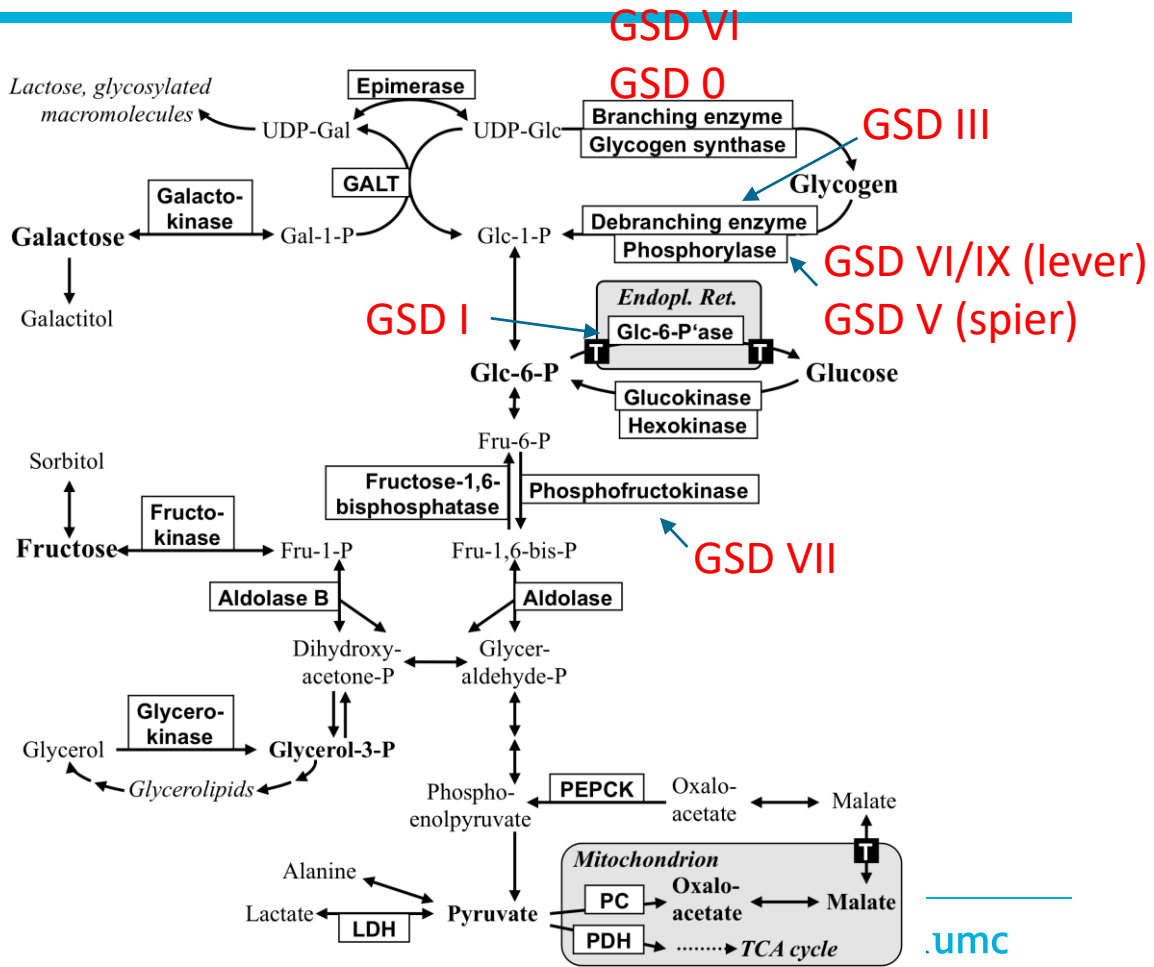 GSD VI
GSD 0
Lactose, glycosylated
macromolecules
Epimerase
UDP-Gal
UDP-Glc
Branching enzyme
Glycogen synthase
GSD III
GALT
Glycogen
Galacto-
kinase
Galactose
Gal-1-P
Glc-1-P
Debranching enzyme
Phosphorylase
GSD VI/IX (lever)
GSD V (spier)
Galactitol
GSD I
Endopl. Ret.
Glc-6-P'ase
T
T
Glc-6-P
Glucose
Glucokinase
Hexokinase
Fru-6-P
Sorbitol
Fructose-1,6-
bisphosphatase
Phosphofructokinase
Fructo-
kinase
Fructose
Fru-1-P
Fru-1,6-bis-P
GSD VII
Aldolase B
Aldolase
Dihydroxy-
acetone-P
Glycer-
aldehyde-P
Glycero-
kinase
Glycerol
Glycerol-3-P
Glycerolipids
Phospho-
enolpyruvate
PEPCK
Oxalo-
acetate
Malate
T
Mitochondrion
Alanine
Lactate
LDH
Pyruvate
PC
Oxalo-
acetate
Malate
PDH
TCA cycle
umc